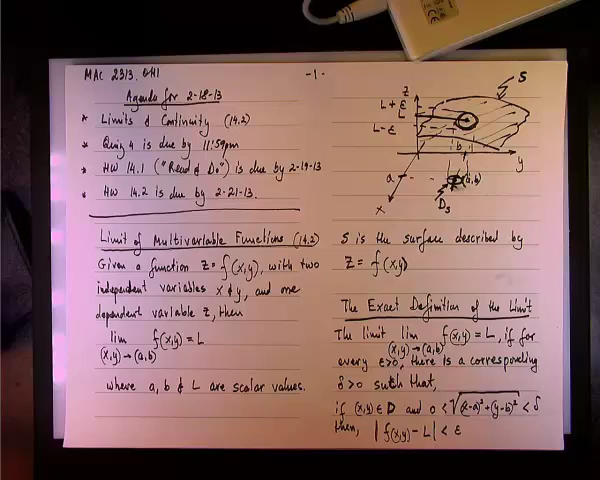 MAC 2313.
-1-
Agenda for 2-18-13
* Limits & Continuity (14.2)
* Quiz 4 is due by 11:59pm
* HW 14.1 ("Read & Do") is due by 2-19-13
* HW 14.2 is due by 2-21-13.
Limit of Multivariable Functions (14.2)
Given a function Z = f(x,y), with two
independent variables x & y, and one
dependent variable z, then
lim f(x,y) = L
(x,y) → (a,b)
where a, b & L are scalar values.
S
Z
L + ε
L
L - ε
b
y
a
(a,b)
x
D
S is the surface described by
Z = f(x,y)
The Exact Definition of the Limit
The limit lim f(x,y) = L, if for
(x,y) → (a,b)
every ε>0, there is a corresponding
δ>0 such that,
if (x,y) ∈ D and 0 < √(x-a)²+(y-b)² < δ
then, |f(x,y) - L| < ε